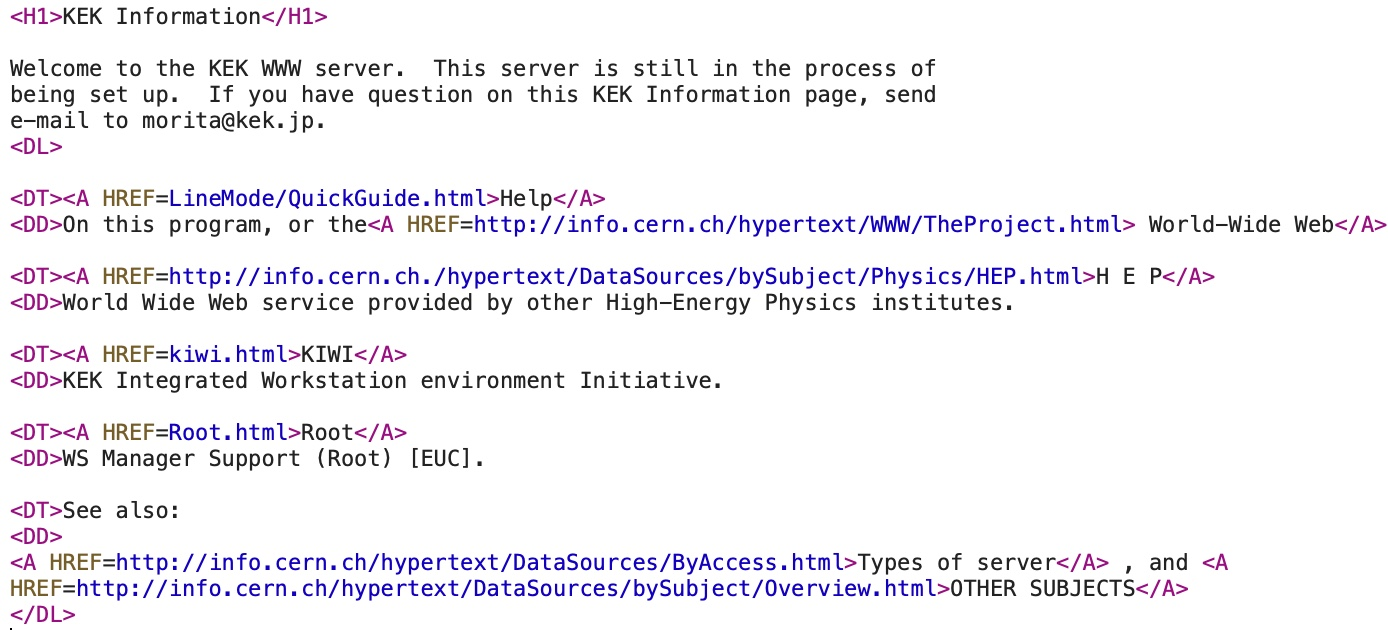 <H1>KEK Information</H1>
Welcome to the KEK WWW server.  This server is still in the process of
being set up.  If you have question on this KEK Information page, send
e-mail to morita@kek.jp.
<DL>
<DT><A HREF=LineMode/QuickGuide.html>Help</A>
<DD>On this program, or the<A HREF=http://info.cern.ch/hypertext/WWW/TheProject.html> World-Wide Web</A>
<DT><A HREF=http://info.cern.ch./hypertext/DataSources/bySubject/Physics/HEP.html>H E P</A>
<DD>World Wide Web service provided by other High-Energy Physics institutes.
<DT><A HREF=kiwi.html>KIWI</A>
<DD>KEK Integrated Workstation environment Initiative.
<DT><A HREF=Root.html>Root</A>
<DD>WS Manager Support (Root) [EUC].
<DT>See also:
<DD>
<A HREF=http://info.cern.ch/hypertext/DataSources/ByAccess.html>Types of server</A> , and <A
HREF=http://info.cern.ch/hypertext/DataSources/bySubject/Overview.html>OTHER SUBJECTS</A>
</DL>